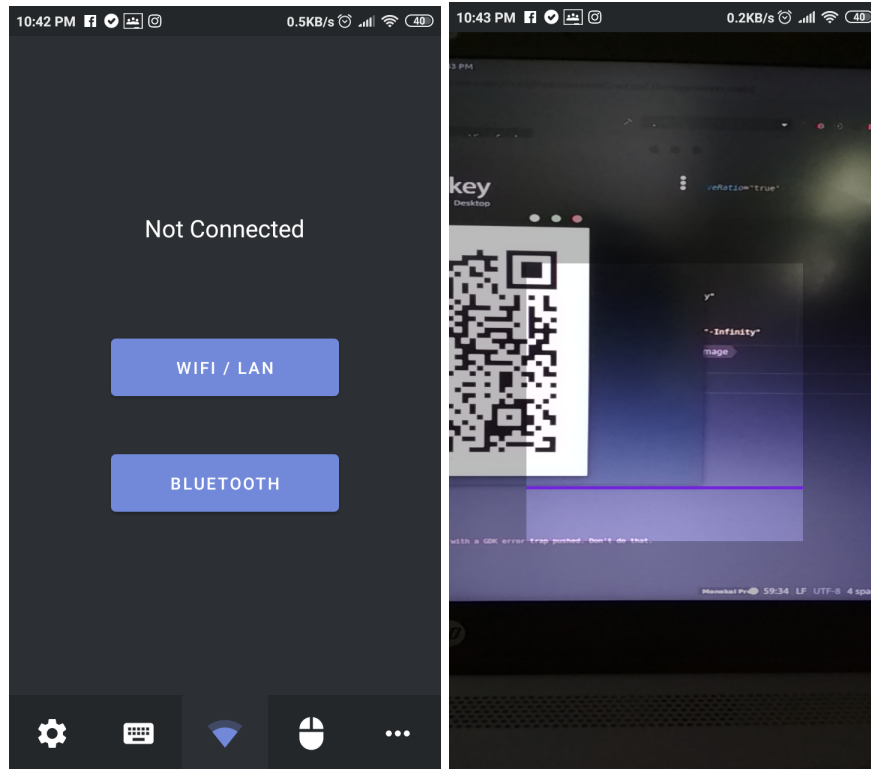 10:42 PM
0.5KB/s
40
Not Connected
WIFI / LAN
BLUETOOTH
10:43 PM
0.2KB/s
40
43 PM
key
Desktop
veRatio="true"
y"
"-Infinity"
mage
with a GDK error trap pushed. Don't do that.
59:34 LF UTF-8 4 spa